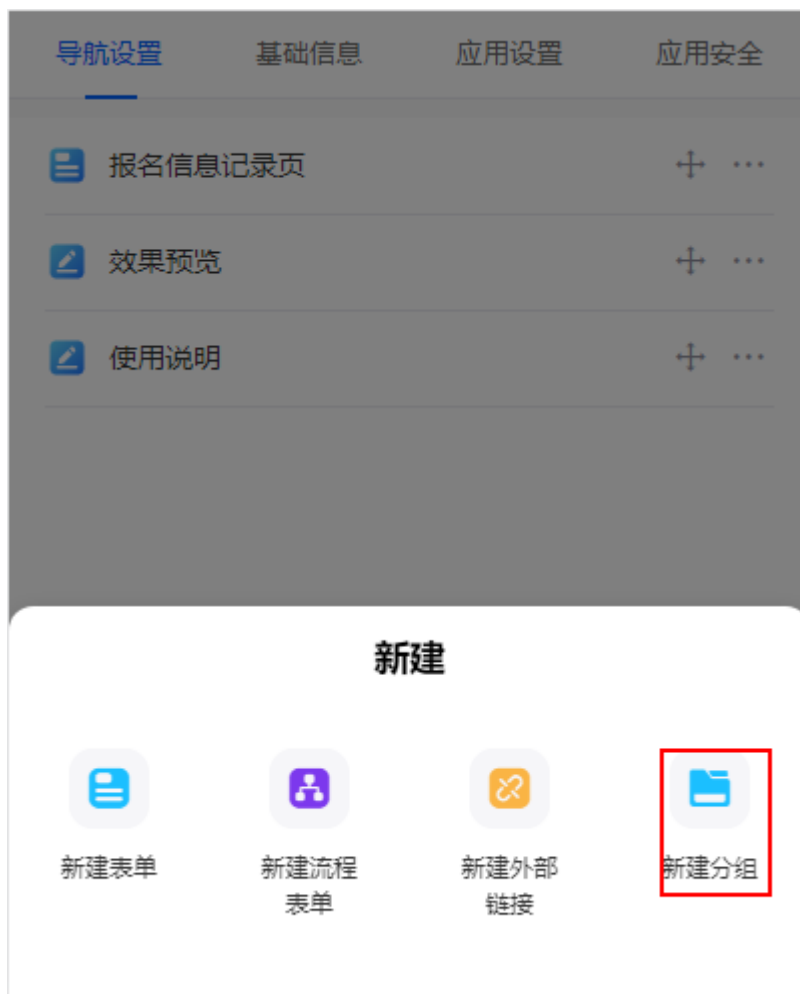 导航设置 基础信息 应用设置 应用安全
报名信息记录页
效果预览
使用说明
新建
新建表单 新建流程表单 新建外部链接 新建分组